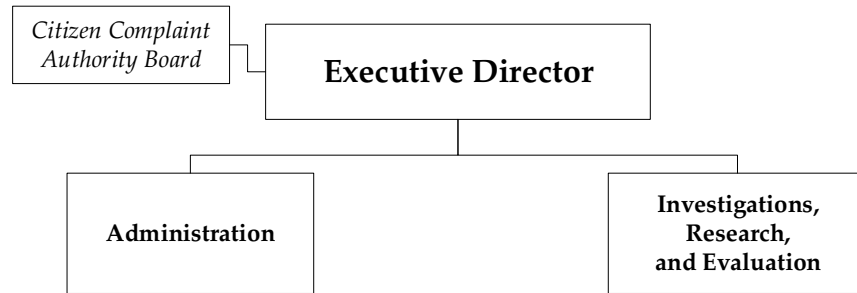 Citizen Complaint
Authority Board
Executive Director
Administration
Investigations,
Research,
and Evaluation